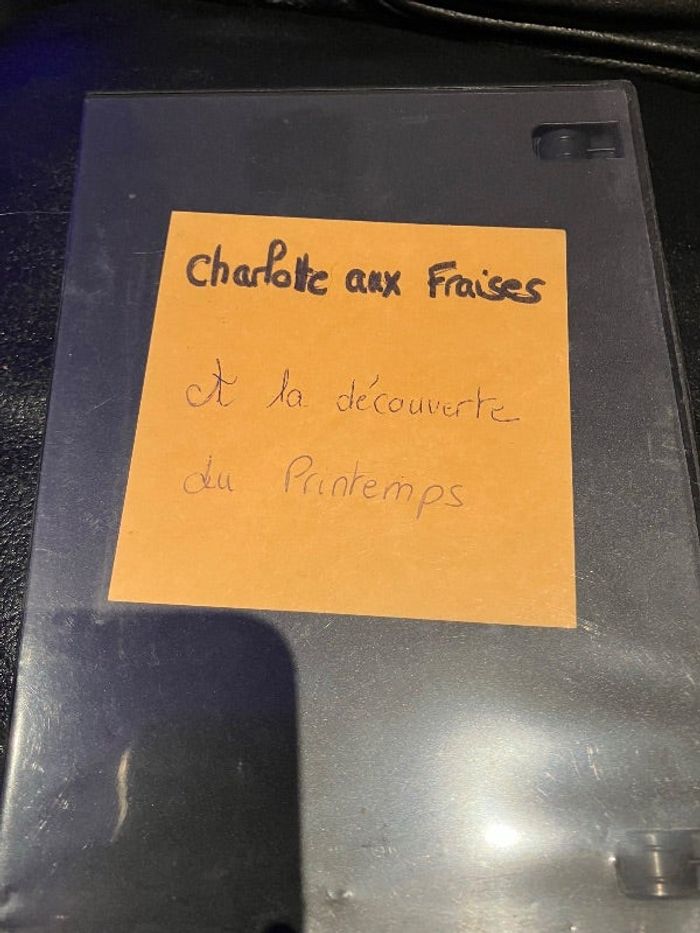 Charlotte aux Fraises
A la découverte
du Printemps